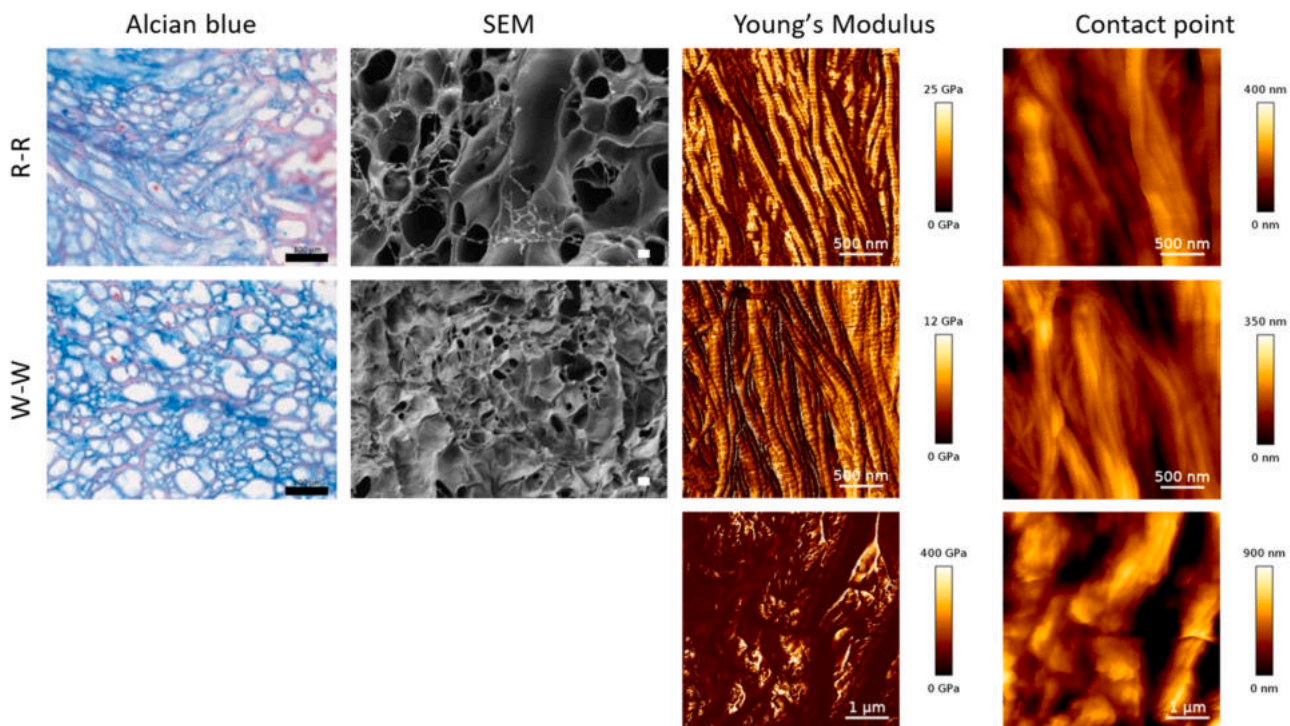 Alcian blue SEM Young's Modulus Contact point
R-R
25 GPa
0 GPa
500 nm
400 nm
0 nm
500 nm
W-W
12 GPa
0 GPa
500 nm
350 nm
0 nm
500 nm
400 GPa
0 GPa
1 µm
900 nm
0 nm
1 µm